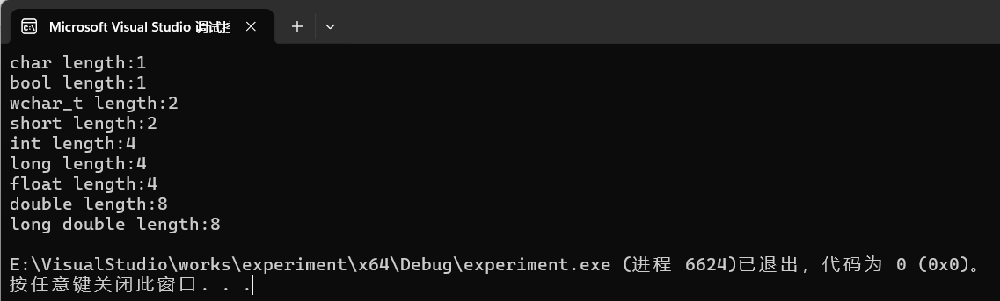 Microsoft Visual Studio 调试
char length:1
bool length:1
wchar_t length:2
short length:2
int length:4
long length:4
float length:4
double length:8
long double length:8
E:\VisualStudio\works\experiment\x64\Debug\experiment.exe (进程 6624)已退出，代码为 0 (0x0)。
按任意键关闭此窗口. . .